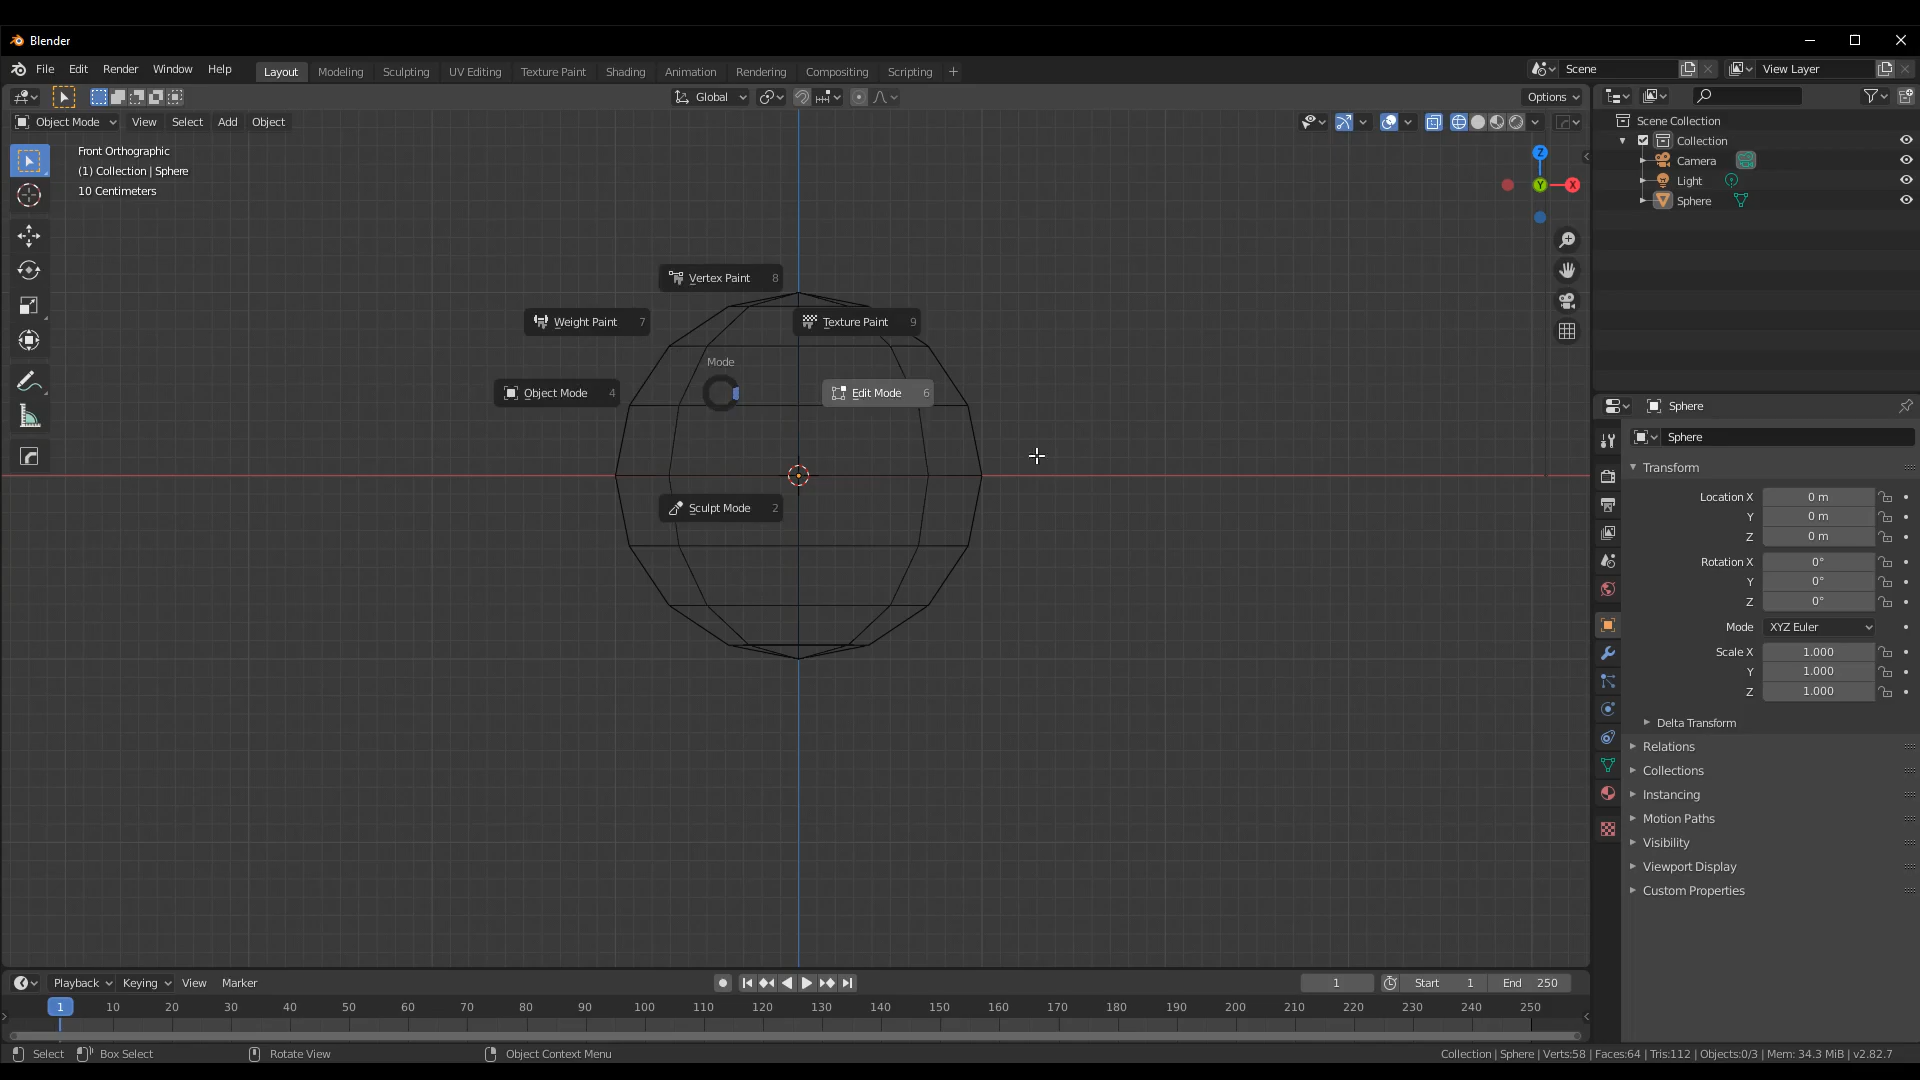 Blender
File Edit Render Window Help
Layout Modeling Sculpting UV Editing Texture Paint Shading Animation Rendering Compositing Scripting +
Scene
View Layer
Global
Options
Object Mode View Select Add Object
Front Orthographic
(1) Collection | Sphere
10 Centimeters
Z
Y
X
Vertex Paint 8
Weight Paint 7
Texture Paint 9
Mode
Object Mode 4
Edit Mode 6
Sculpt Mode 2
Scene Collection
Collection
Camera
Light
Sphere
Sphere
Sphere
Transform
Location X 0 m
Y 0 m
Z 0 m
Rotation X 0°
Y 0°
Z 0°
Mode XYZ Euler
Scale X 1.000
Y 1.000
Z 1.000
Delta Transform
Relations
Collections
Instancing
Motion Paths
Visibility
Viewport Display
Custom Properties
Playback Keying View Marker
1
Start 1
End 250
1 10 20 30 40 50 60 70 80 90 100 110 120 130 140 150 160 170 180 190 200 210 220 230 240 250
Select Box Select Rotate View Object Context Menu
Collection | Sphere | Verts:58 | Faces:64 | Tris:112 | Objects:0/3 | Mem: 34.3 MiB | v2.82.7